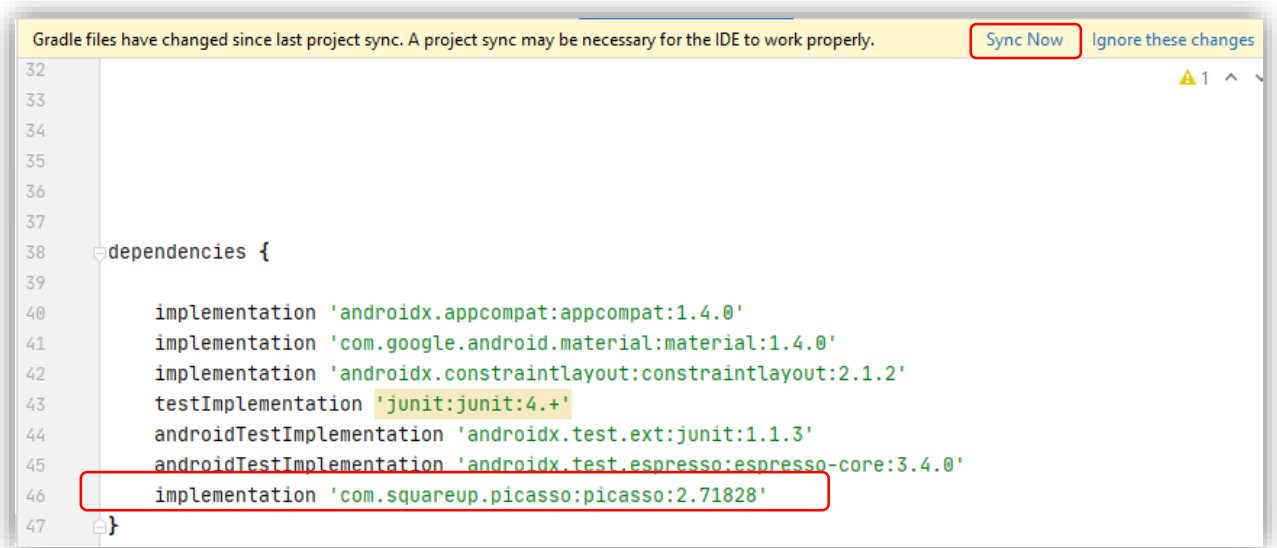 Gradle files have changed since last project sync. A project sync may be necessary for the IDE to work properly. Sync Now Ignore these changes
32 1
33
34
35
36
37
38 dependencies {
39
40 implementation 'androidx.appcompat:appcompat:1.4.0'
41 implementation 'com.google.android.material:material:1.4.0'
42 implementation 'androidx.constraintlayout:constraintlayout:2.1.2'
43 testImplementation 'junit:junit:4.+'
44 androidTestImplementation 'androidx.test.ext:junit:1.1.3'
45 androidTestImplementation 'androidx.test.espresso:espresso-core:3.4.0'
46 implementation 'com.squareup.picasso:picasso:2.71828'
47 }